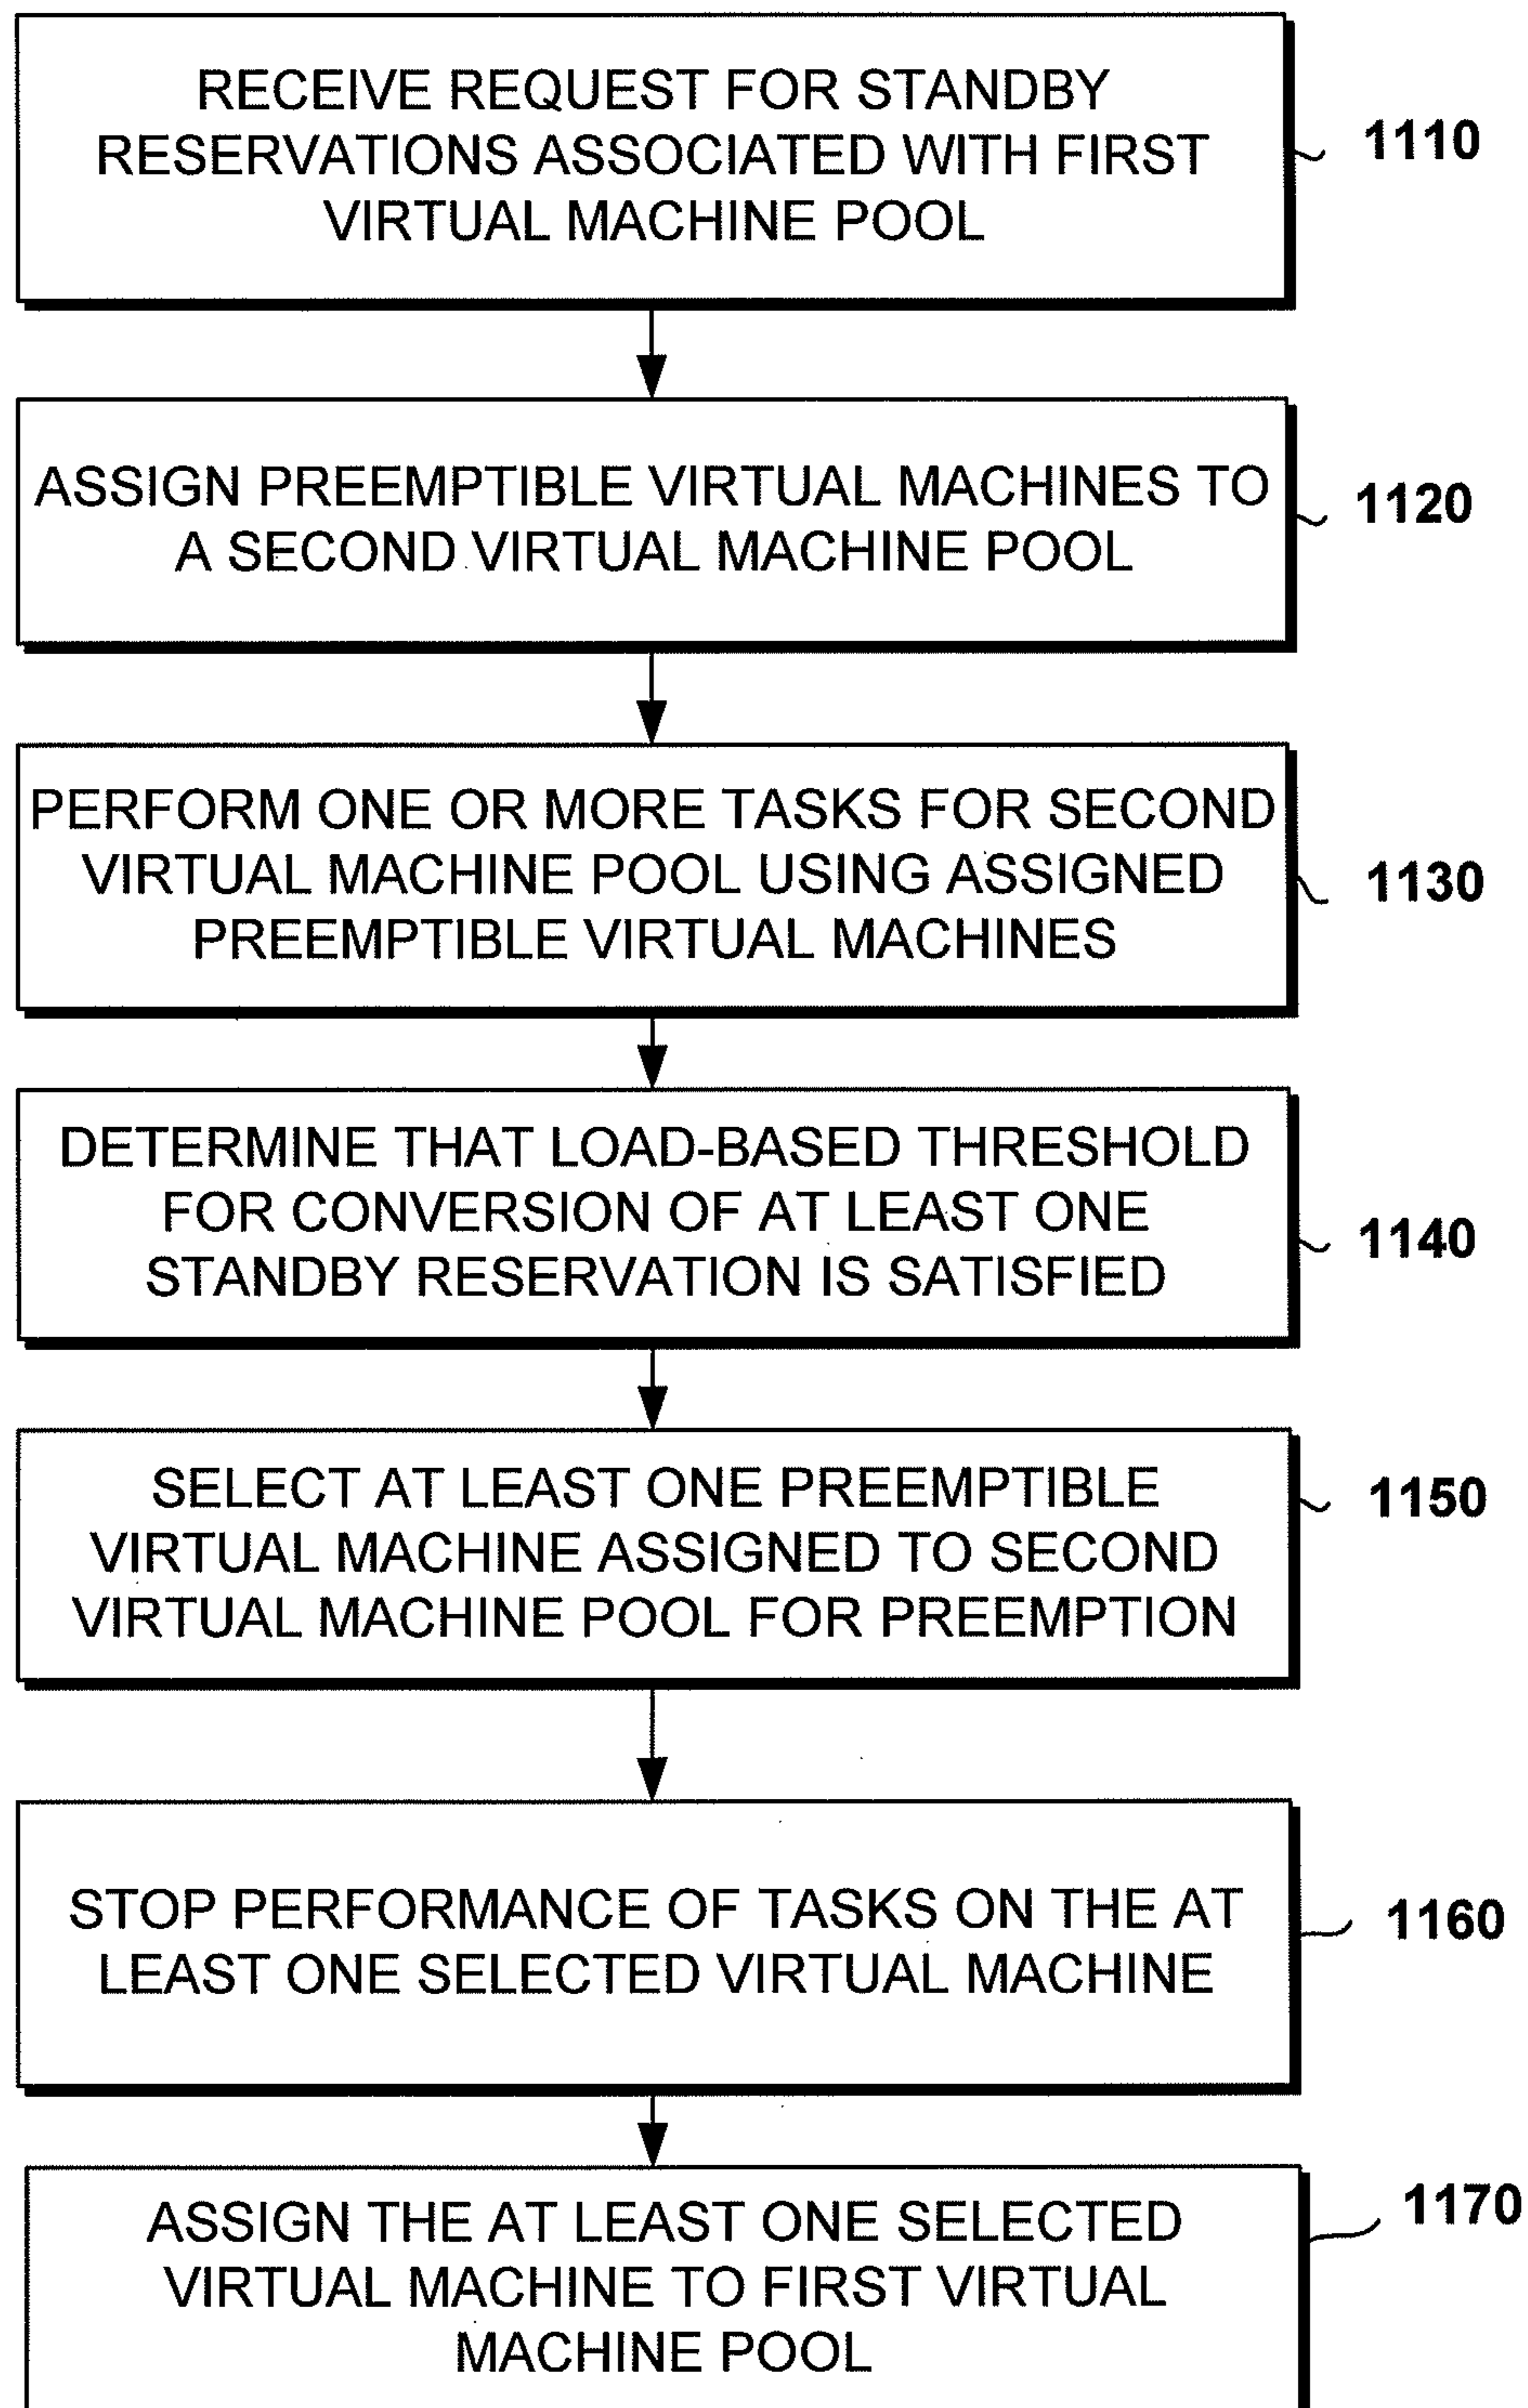 RECEIVE REQUEST FOR STANDBY
RESERVATIONS ASSOCIATED WITH FIRST
VIRTUAL MACHINE POOL
1110
ASSIGN PREEMPTIBLE VIRTUAL MACHINES TO
A SECOND VIRTUAL MACHINE POOL
1120
PERFORM ONE OR MORE TASKS FOR SECOND
VIRTUAL MACHINE POOL USING ASSIGNED
PREEMPTIBLE VIRTUAL MACHINES
1130
DETERMINE THAT LOAD-BASED THRESHOLD
FOR CONVERSION OF AT LEAST ONE
STANDBY RESERVATION IS SATISFIED
1140
SELECT AT LEAST ONE PREEMPTIBLE
VIRTUAL MACHINE ASSIGNED TO SECOND
VIRTUAL MACHINE POOL FOR PREEMPTION
1150
STOP PERFORMANCE OF TASKS ON THE AT
LEAST ONE SELECTED VIRTUAL MACHINE
1160
ASSIGN THE AT LEAST ONE SELECTED
VIRTUAL MACHINE TO FIRST VIRTUAL
MACHINE POOL
1170